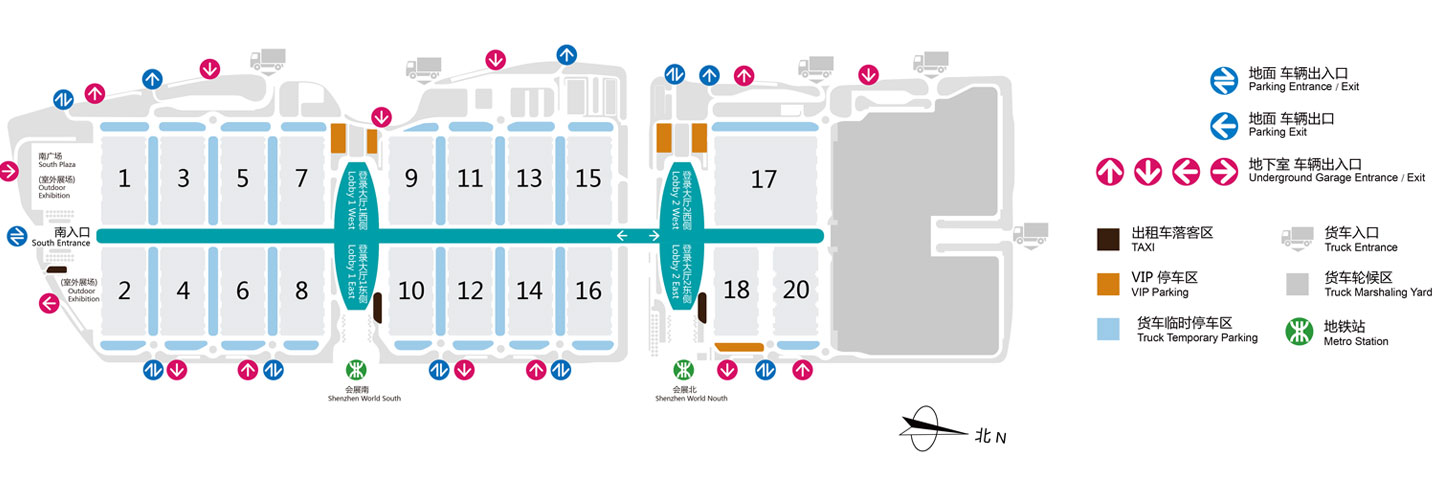 南广场
South Plaza
(室外展场)
Outdoor
Exhibition
南入口
South Entrance
(室外展场)
Outdoor
Exhibition
1
3
5
7
9
11
13
15
17
2
4
6
8
10
12
14
16
18
20
登录大厅1西侧
Lobby 1 West
登录大厅1东侧
Lobby 1 East
登录大厅2西侧
Lobby 2 West
登录大厅2东侧
Lobby 2 East
会展南
Shenzhen World South
会展北
Shenzhen World Nouth
北 N
地面 车辆出入口
Parking Entrance / Exit
地面 车辆出口
Parking Exit
地下室 车辆出入口
Underground Garage Entrance / Exit
出租车落客区
TAXI
VIP 停车区
VIP Parking
货车临时停车区
Truck Temporary Parking
货车入口
Truck Entrance
货车轮候区
Truck Marshaling Yard
地铁站
Metro Station